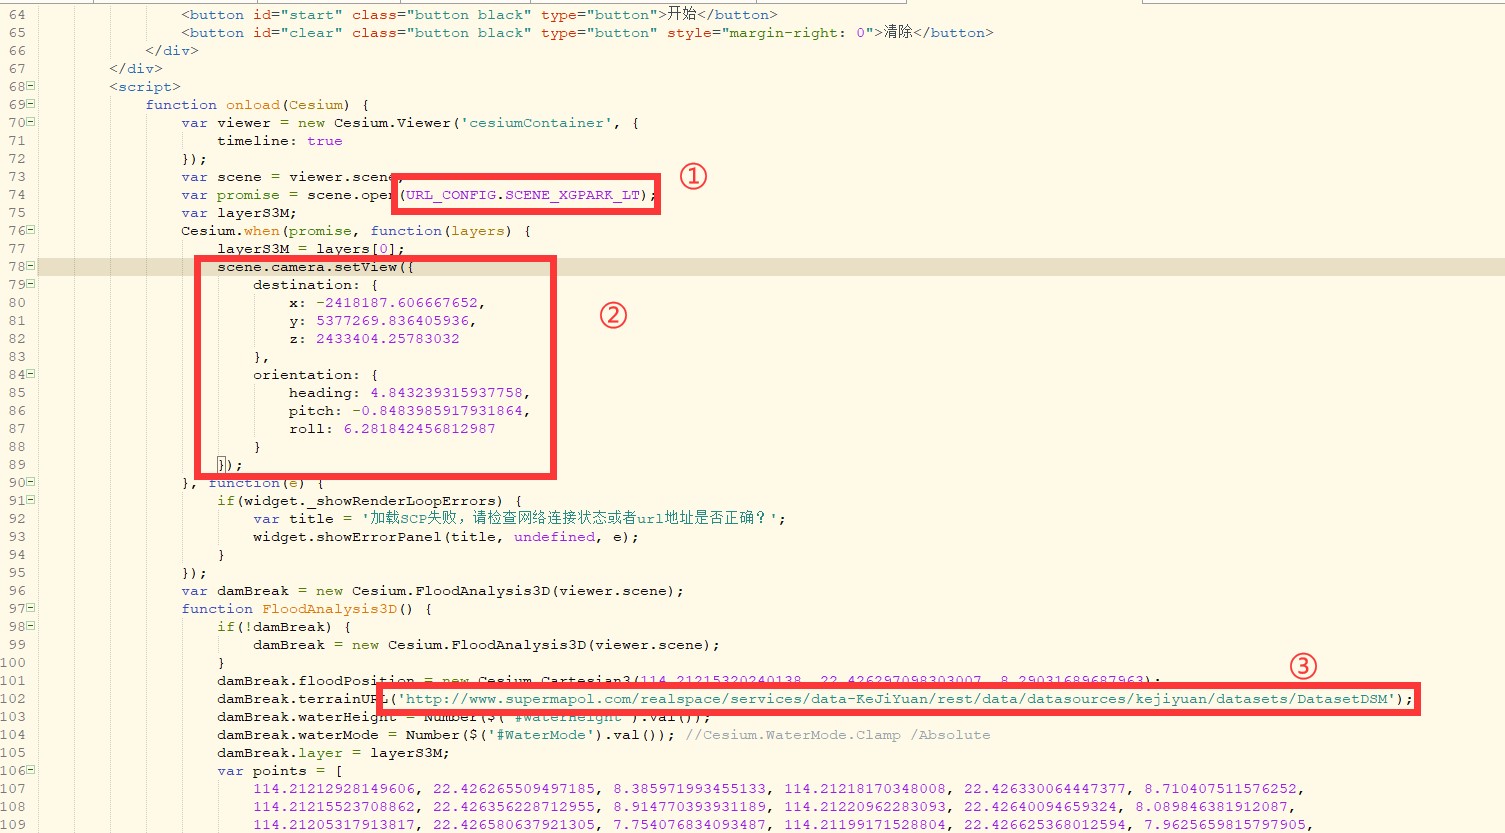 64 <button id="start" class="button black" type="button">开始</button>
65 <button id="clear" class="button black" type="button" style="margin-right: 0">清除</button>
66 </div>
67 </div>
68 <script>
69 function onload(Cesium) {
70 var viewer = new Cesium.Viewer('cesiumContainer', {
71 timeline: true
72 });
73 var scene = viewer.scene;
①
74 var promise = scene.open(URL_CONFIG.SCENE_XGPARK_LT);
75 var layerS3M;
76 Cesium.when(promise, function(layers) {
77 layerS3M = layers[0];
78 scene.camera.setView({
79 destination: {
80 x: -2418187.606667652,
②
81 y: 5377269.836405936,
82 z: 2433404.25783032
83 },
84 orientation: {
85 heading: 4.843239315937758,
86 pitch: -0.8483985917931864,
87 roll: 6.281842456812987
88 }
89 });
90 }, function(e) {
91 if(widget._showRenderLoopErrors) {
92 var title = '加载SCP失败，请检查网络连接状态或者url地址是否正确？';
93 widget.showErrorPanel(title, undefined, e);
94 }
95 });
96 var damBreak = new Cesium.FloodAnalysis3D(viewer.scene);
97 function FloodAnalysis3D() {
98 if(!damBreak) {
99 damBreak = new Cesium.FloodAnalysis3D(viewer.scene);
100 }
③
101 damBreak.floodPosition = new Cesium.Cartesian3(114.21215320240138, 22.426297098303007, 8.29031689687963);
102 damBreak.terrainURL('http://www.supermapol.com/realspace/services/data-KeJiYuan/rest/data/datasources/kejiyuan/datasets/DatasetDSM');
103 damBreak.waterHeight = Number($('#WaterHeight').val());
104 damBreak.waterMode = Number($('#WaterMode').val()); //Cesium.WaterMode.Clamp /Absolute
105 damBreak.layer = layerS3M;
106 var points = [
107 114.21212928149606, 22.426265509497185, 8.385971993455133, 114.21218170348008, 22.426330064447377, 8.710407511576252,
108 114.21215523708862, 22.426356228712955, 8.914770393931189, 114.21220962283093, 22.42640094659324, 8.089846381912087,
109 114.21205317913817, 22.426580637921305, 7.754076834093487, 114.21199171528804, 22.426625368012594, 7.9625659815797905,